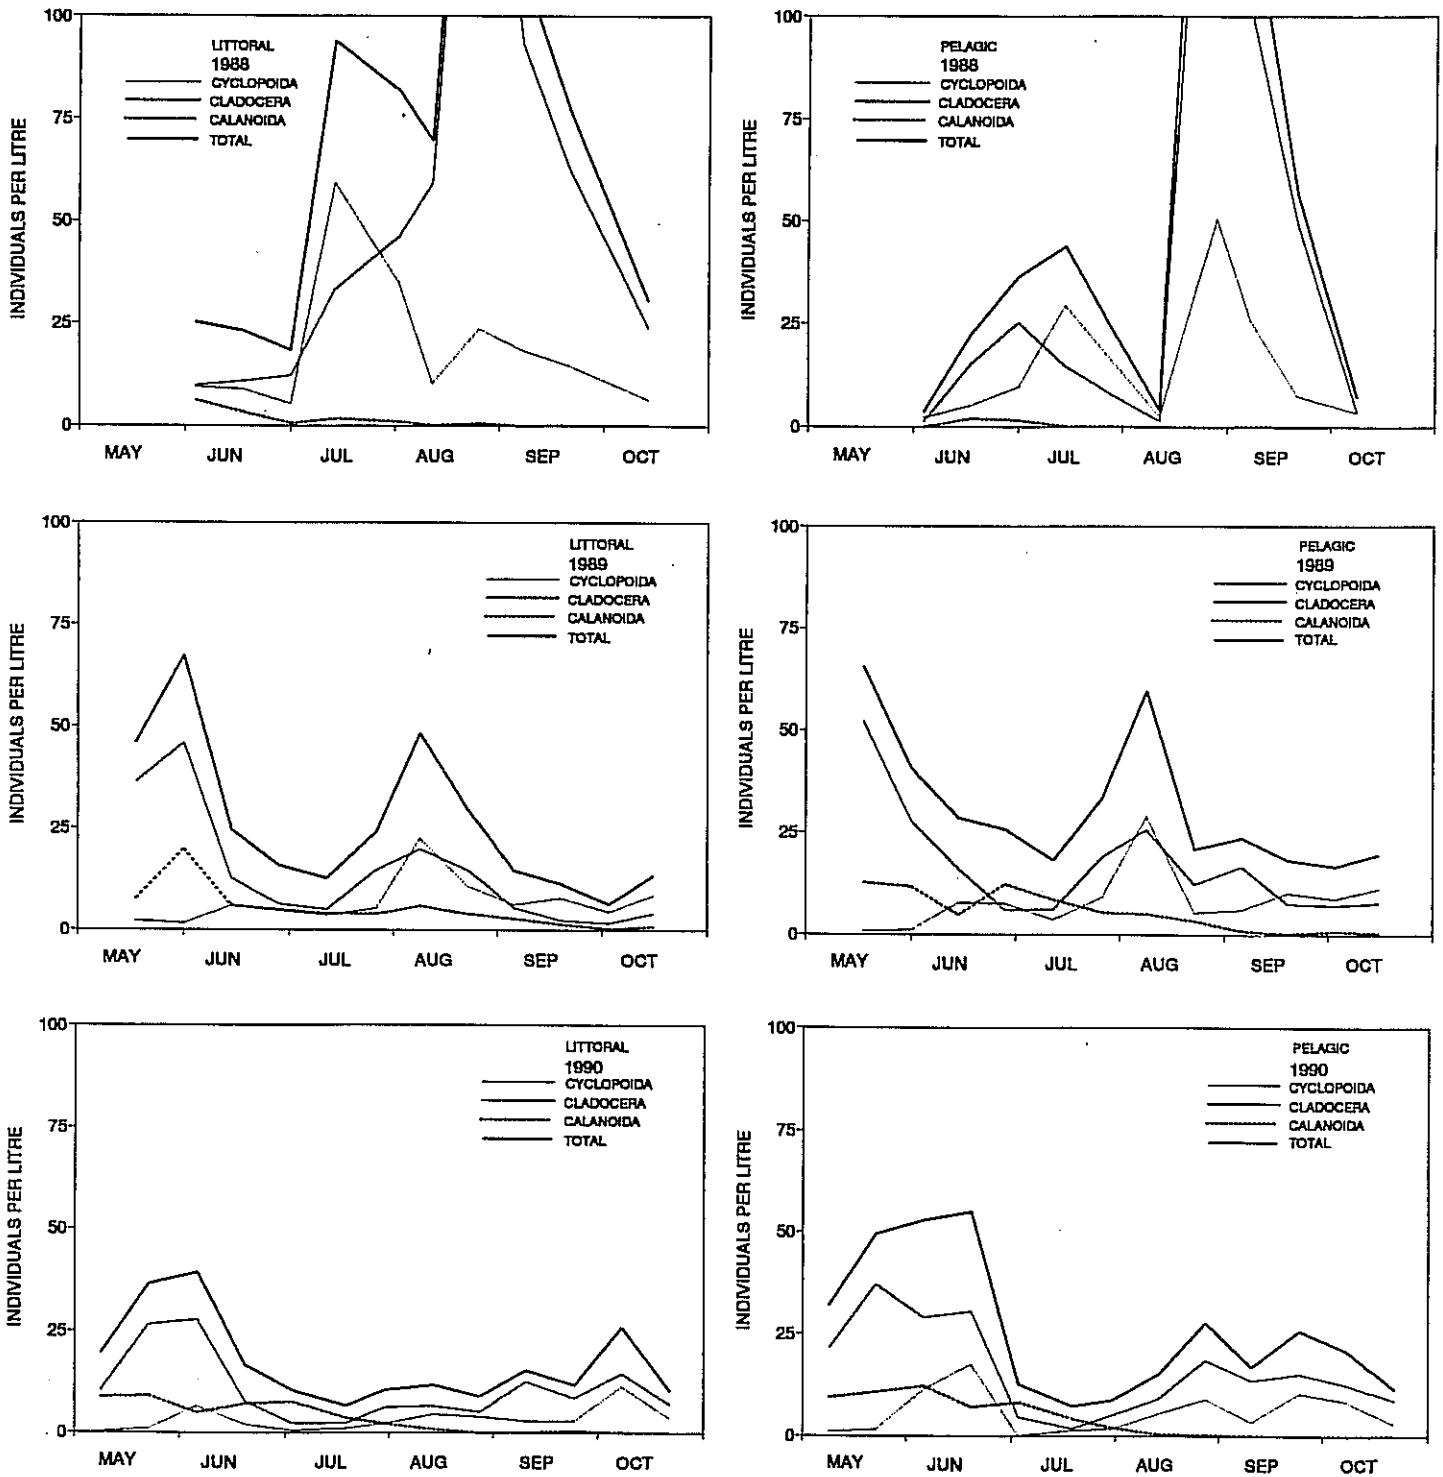 INDIVIDUALS PER LITRE
100
75
50
25
0
LITTORAL
1988
CYCLOPOIDA
CLADOCERA
CALANOIDA
TOTAL
MAY JUN JUL AUG SEP OCT
INDIVIDUALS PER LITRE
100
75
50
25
0
PELAGIC
1988
CYCLOPOIDA
CLADOCERA
CALANOIDA
TOTAL
MAY JUN JUL AUG SEP OCT
INDIVIDUALS PER LITRE
100
75
50
25
0
LITTORAL
1989
CYCLOPOIDA
CLADOCERA
CALANOIDA
TOTAL
MAY JUN JUL AUG SEP OCT
INDIVIDUALS PER LITRE
100
75
50
25
0
PELAGIC
1989
CYCLOPOIDA
CLADOCERA
CALANOIDA
TOTAL
MAY JUN JUL AUG SEP OCT
INDIVIDUALS PER LITRE
100
75
50
25
0
LITTORAL
1990
CYCLOPOIDA
CLADOCERA
CALANOIDA
TOTAL
MAY JUN JUL AUG SEP OCT
INDIVIDUALS PER LITRE
100
75
50
25
0
PELAGIC
1990
CYCLOPOIDA
CLADOCERA
CALANOIDA
TOTAL
MAY JUN JUL AUG SEP OCT